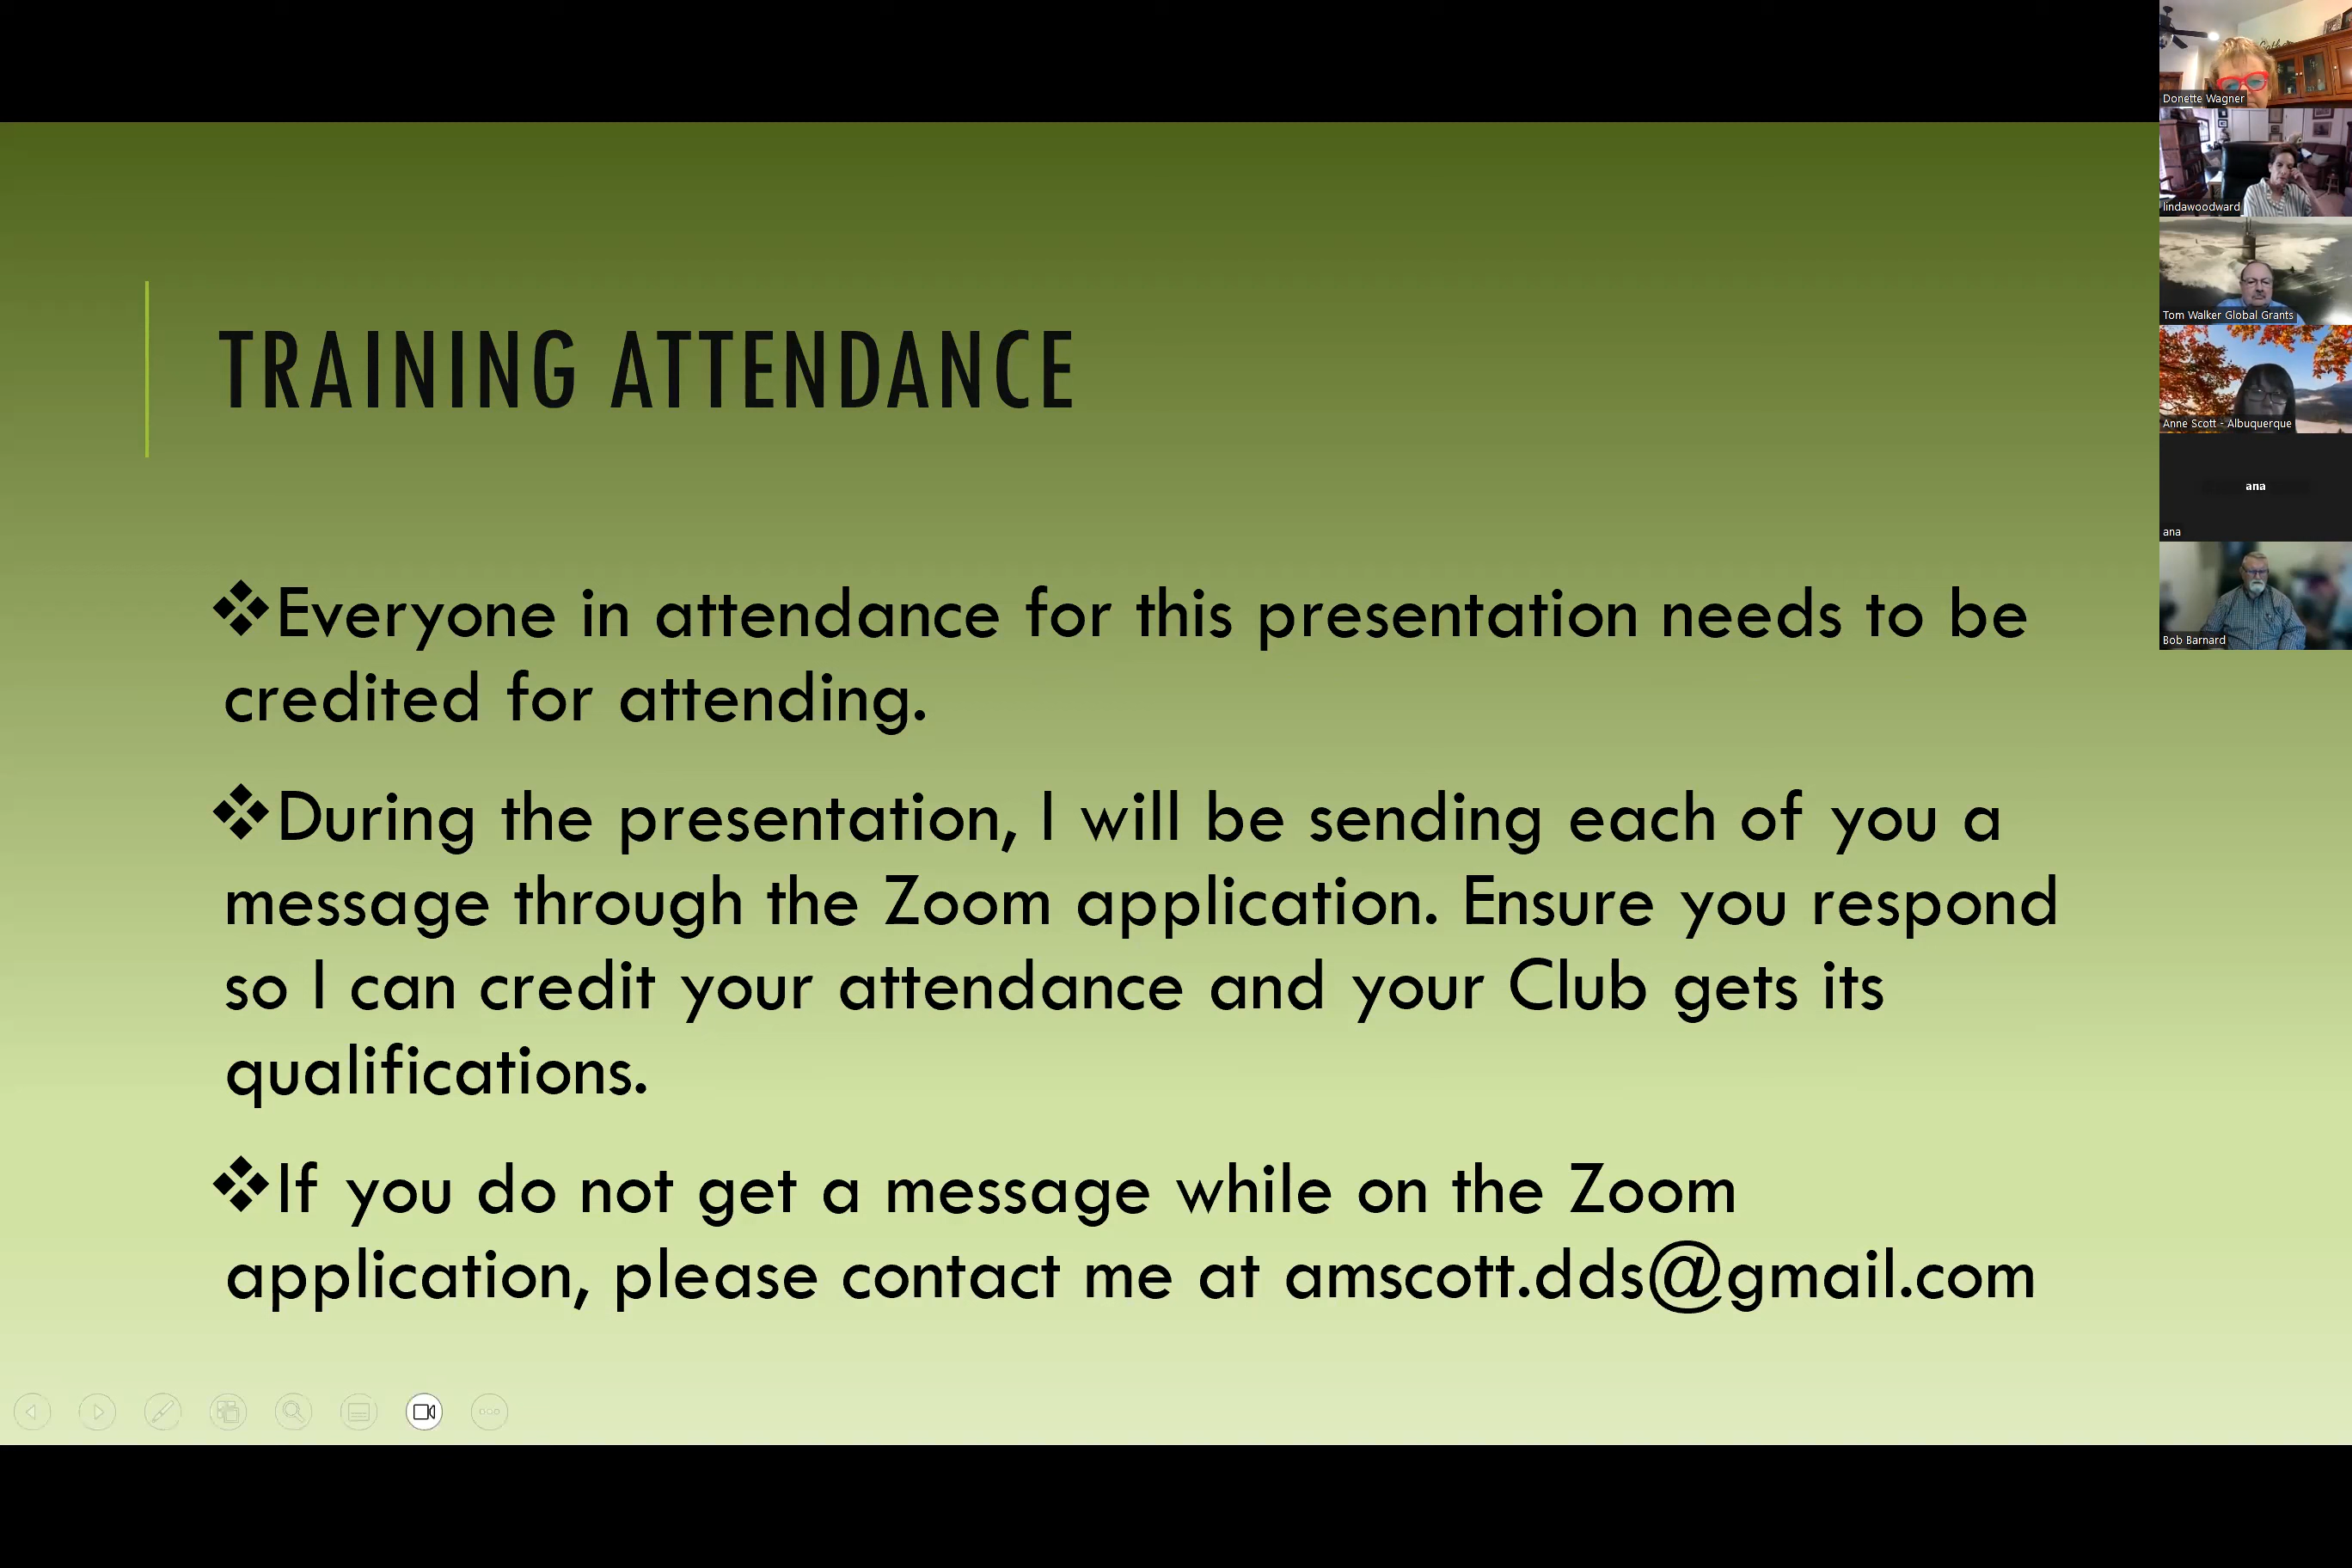 TRAINING ATTENDANCE
❖Everyone in attendance for this presentation needs to be
credited for attending.
❖During the presentation, I will be sending each of you a
message through the Zoom application. Ensure you respond
so I can credit your attendance and your Club gets its
qualifications.
❖If you do not get a message while on the Zoom
application, please contact me at amscott.dds@gmail.com
Donette Wagner
lindawoodward
Tom Walker Global Grants
Anne Scott - Albuquerque
ana
ana
Bob Barnard